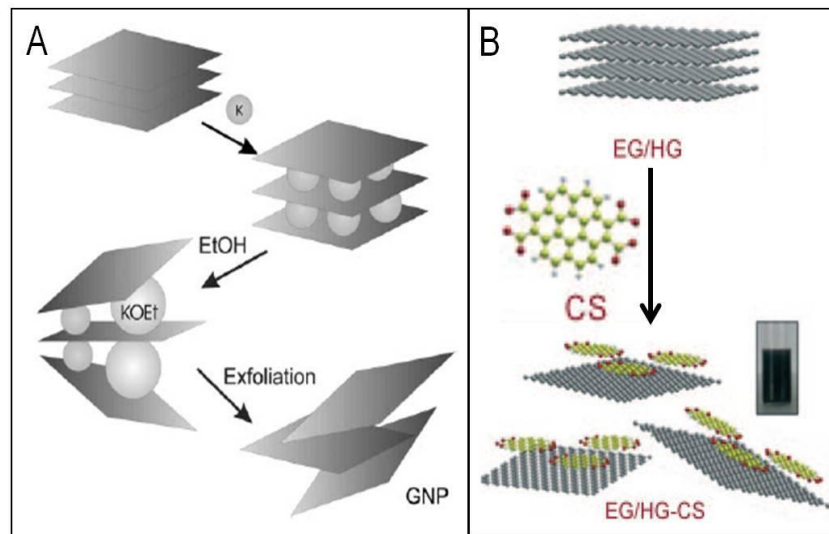 A
K
EtOH
KOEt
Exfoliation
GNP
B
EG/HG
CS
EG/HG-CS